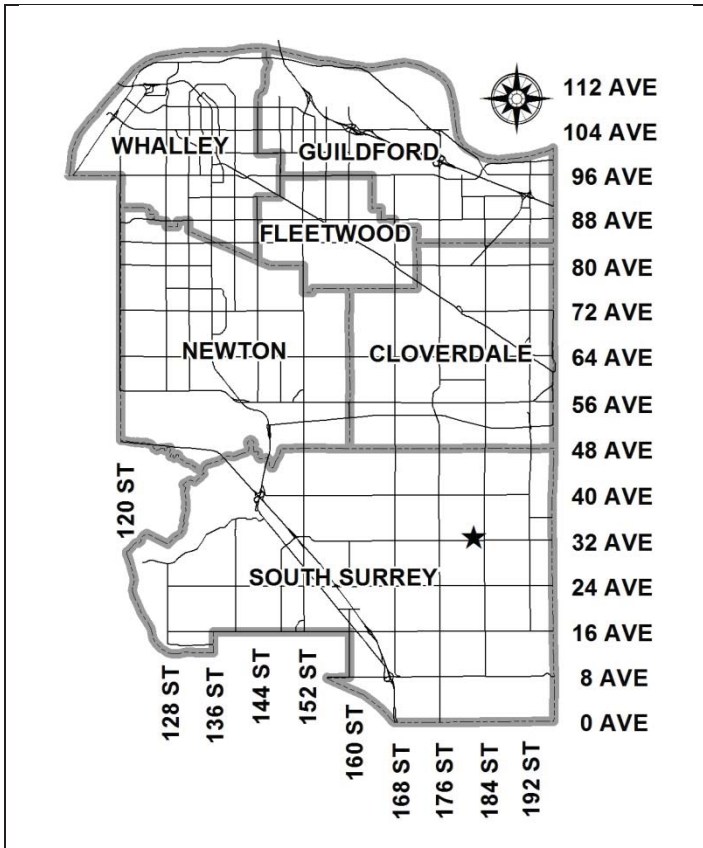 112 AVE
104 AVE
WHALLEY
GUILDFORD
96 AVE
88 AVE
FLEETWOOD
80 AVE
72 AVE
NEWTON
CLOVERDALE
64 AVE
56 AVE
48 AVE
120 ST
40 AVE
32 AVE
SOUTH SURREY
24 AVE
16 AVE
8 AVE
0 AVE
128 ST
136 ST
144 ST
152 ST
160 ST
168 ST
176 ST
184 ST
192 ST